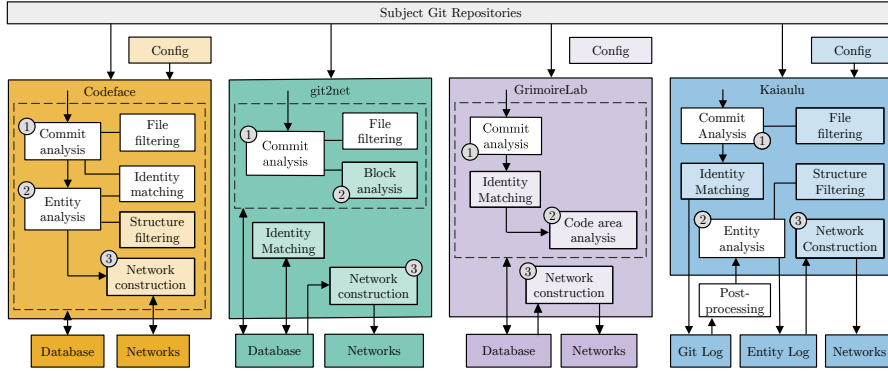 Subject Git Repositories
Config
Codeface
1
Commit
analysis
File
filtering
Identity
matching
2
Entity
analysis
Structure
filtering
3
Network
construction
Database
Networks
git2net
1
Commit
analysis
File
filtering
Block
analysis
2
Identity
Matching
Network
construction
3
Database
Networks
Config
GrimoireLab
Commit
analysis
1
Identity
Matching
2
Code area
analysis
3
Network
construction
Database
Networks
Config
Kaiaulu
Commit
Analysis
1
File
filtering
Identity
Matching
Structure
Filtering
2
Entity
analysis
3
Network
Construction
Post-
processing
Git Log
Entity Log
Networks